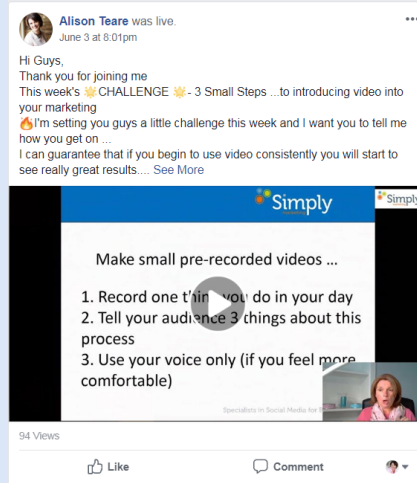 Alison Teare was live.
June 3 at 8:01pm
Hi Guys,
Thank you for joining me
This week's 🌟CHALLENGE 🌟- 3 Small Steps ...to introducing video into
your marketing
🔥I'm setting you guys a little challenge this week and I want you to tell me
how you get on ...
I can guarantee that if you begin to use video consistently you will start to
see really great results.... See More
Simply
Simply
Make small pre-recorded videos ...
1. Record one thing you do in your day
2. Tell your audience 3 things about this
process
3. Use your voice only (if you feel more
comfortable)
Specialists in Social Media for
94 Views
Like
Comment